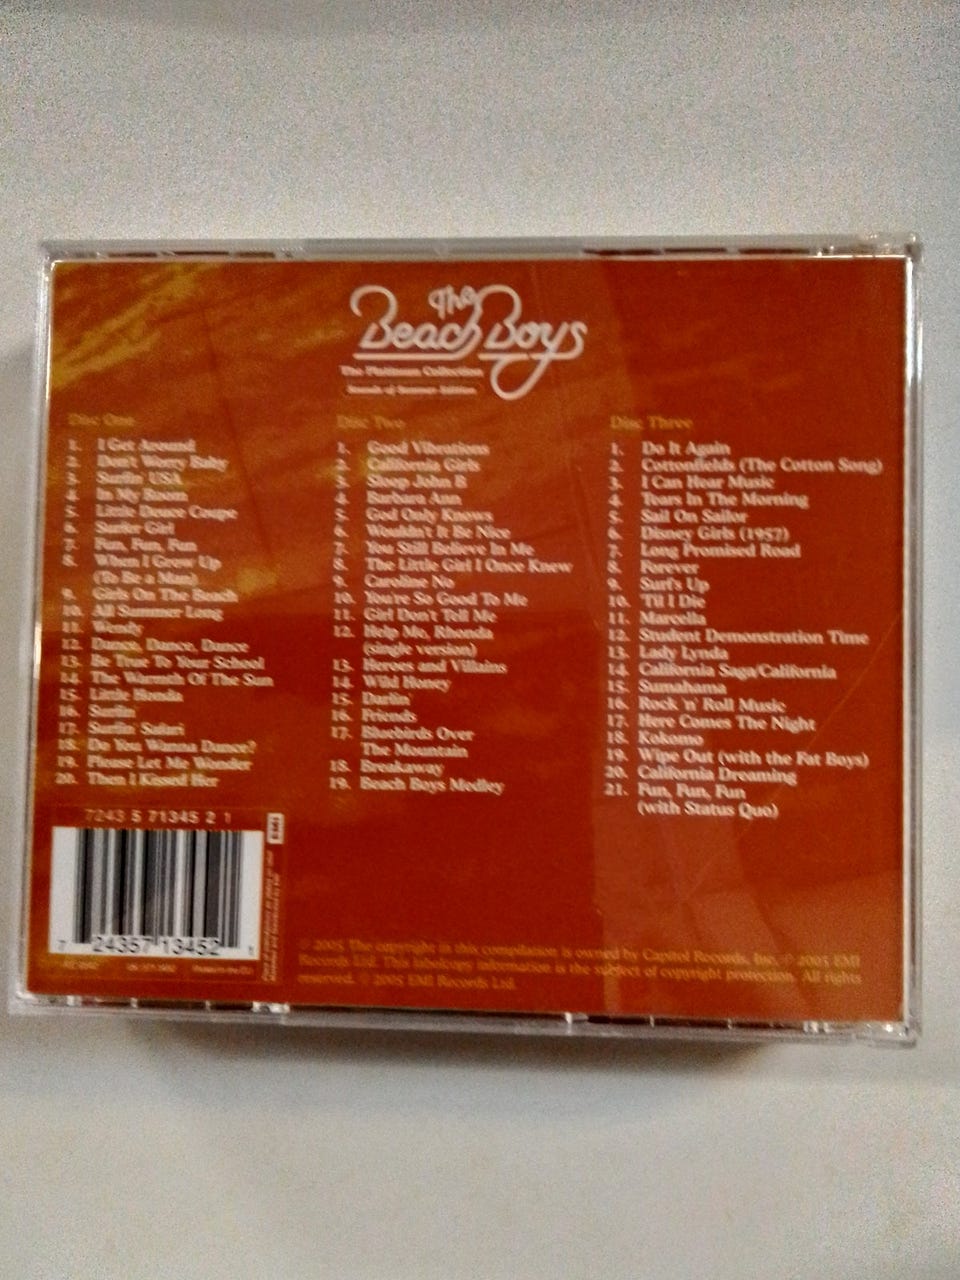 The
Beach Boys
The Platinum Collection
Sounds of Summer Edition
Disc One
1. I Get Around
2. Don't Worry Baby
3. Surfin' USA
4. In My Room
5. Little Deuce Coupe
6. Surfer Girl
7. Fun, Fun, Fun
8. When I Grow Up
(To Be a Man)
9. Girls On The Beach
10. All Summer Long
11. Wendy
12. Dance, Dance, Dance
13. Be True To Your School
14. The Warmth Of The Sun
15. Little Honda
16. Surfin'
17. Surfin' Safari
18. Do You Wanna Dance?
19. Please Let Me Wonder
20. Then I Kissed Her
Disc Two
1. Good Vibrations
2. California Girls
3. Sloop John B
4. Barbara Ann
5. God Only Knows
6. Wouldn't It Be Nice
7. You Still Believe In Me
8. The Little Girl I Once Knew
9. Caroline No
10. You're So Good To Me
11. Girl Don't Tell Me
12. Help Me, Rhonda
(single version)
13. Heroes and Villains
14. Wild Honey
15. Darlin'
16. Friends
17. Bluebirds Over
The Mountain
18. Breakaway
19. Beach Boys Medley
Disc Three
1. Do It Again
2. Cottonfields (The Cotton Song)
3. I Can Hear Music
4. Tears In The Morning
5. Sail On Sailor
6. Disney Girls (1957)
7. Long Promised Road
8. Forever
9. Surf's Up
10. 'Til I Die
11. Marcella
12. Student Demonstration Time
13. Lady Lynda
14. California Saga/California
15. Sumahama
16. Rock 'n' Roll Music
17. Here Comes The Night
18. Kokomo
19. Wipe Out (with the Fat Boys)
20. California Dreaming
21. Fun, Fun, Fun
(with Status Quo)
7243 5 71345 2 1
EMI
7 24357 13452 1
℗ 2005 The copyright in this compilation is owned by Capitol Records, Inc. ℗ 2005 EMI
Records Ltd. This labelcopy information is the subject of copyright protection. All rights
reserved. © 2005 EMI Records Ltd.